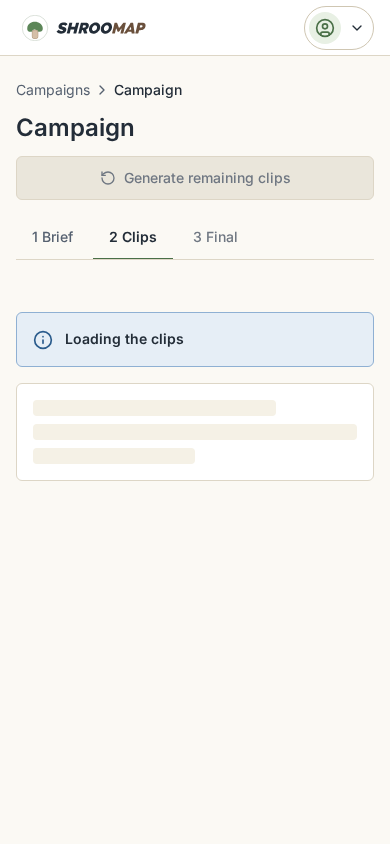 SHROOMAP
Campaigns > Campaign
Campaign
Generate remaining clips
1 Brief 2 Clips 3 Final
Loading the clips